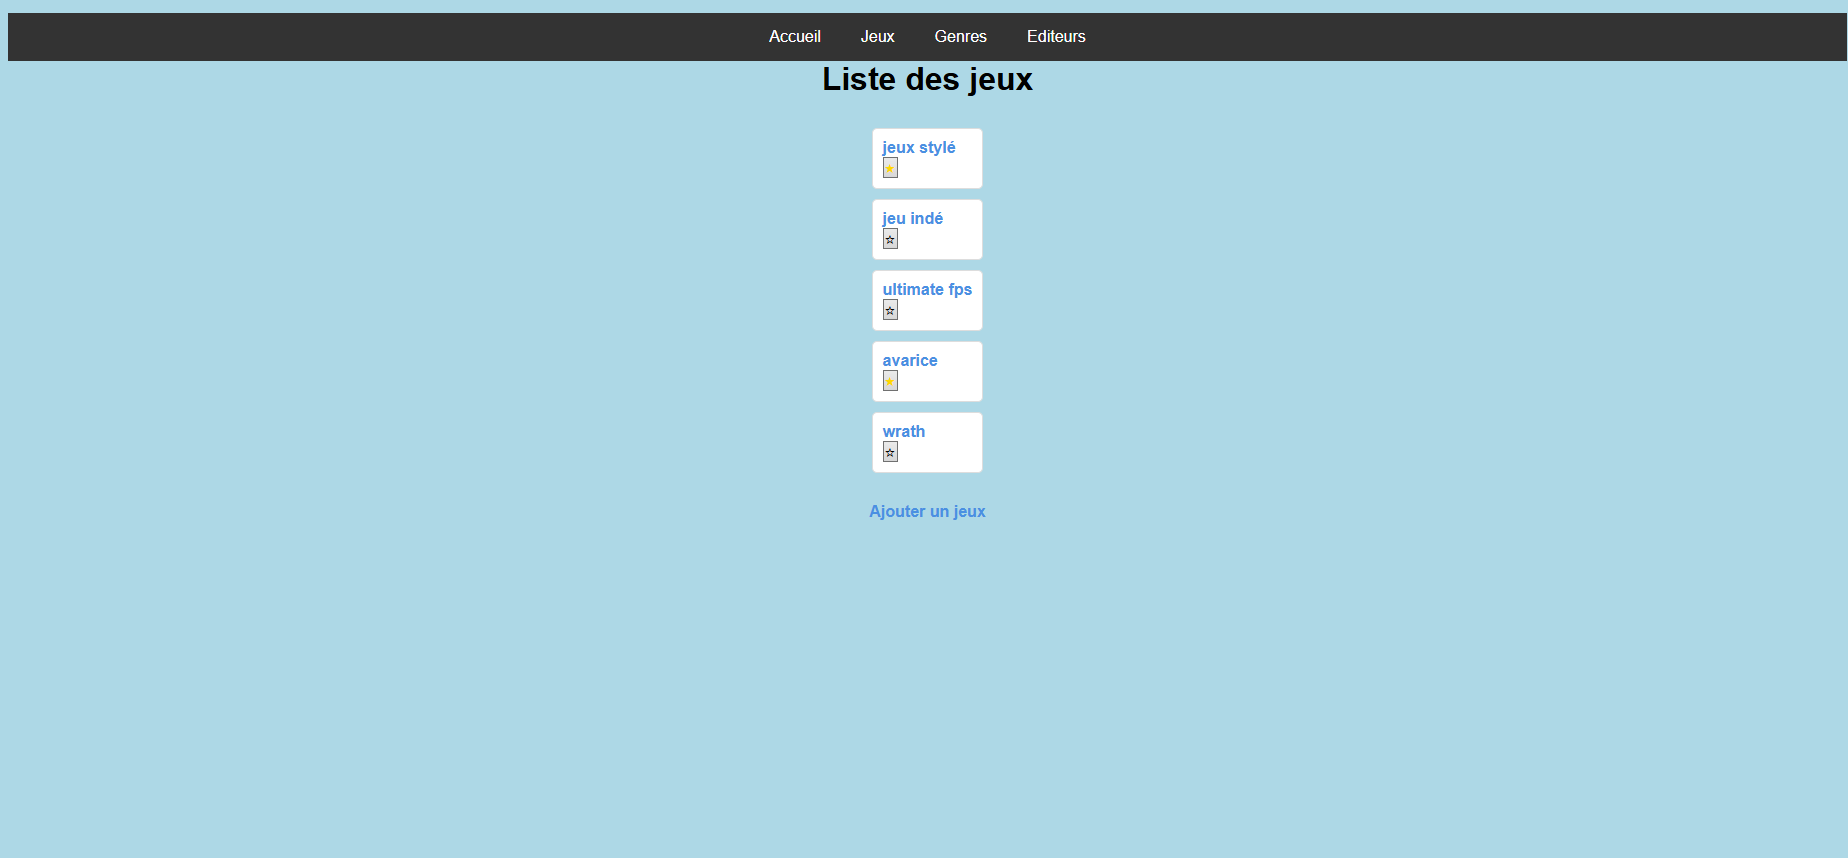 Accueil Jeux Genres Editeurs
Liste des jeux
jeux stylé
★
jeu indé
☆
ultimate fps
☆
avarice
★
wrath
☆
Ajouter un jeux